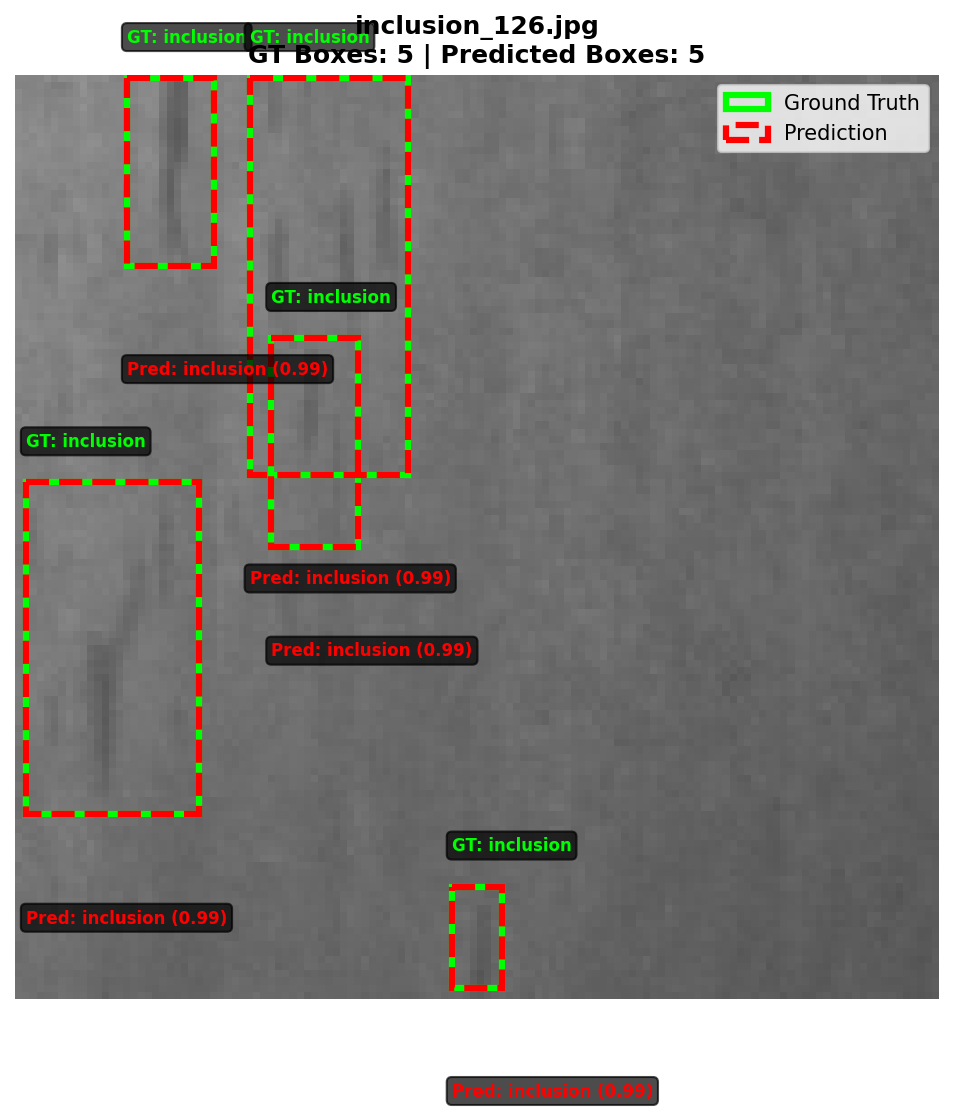 inclusion_126.jpg
GT: inclusion GT: inclusion
GT Boxes: 5 | Predicted Boxes: 5
Ground Truth
Prediction
GT: inclusion
Pred: inclusion (0.99)
GT: inclusion
Pred: inclusion (0.99)
Pred: inclusion (0.99)
GT: inclusion
Pred: inclusion (0.99)
Pred: inclusion (0.99)